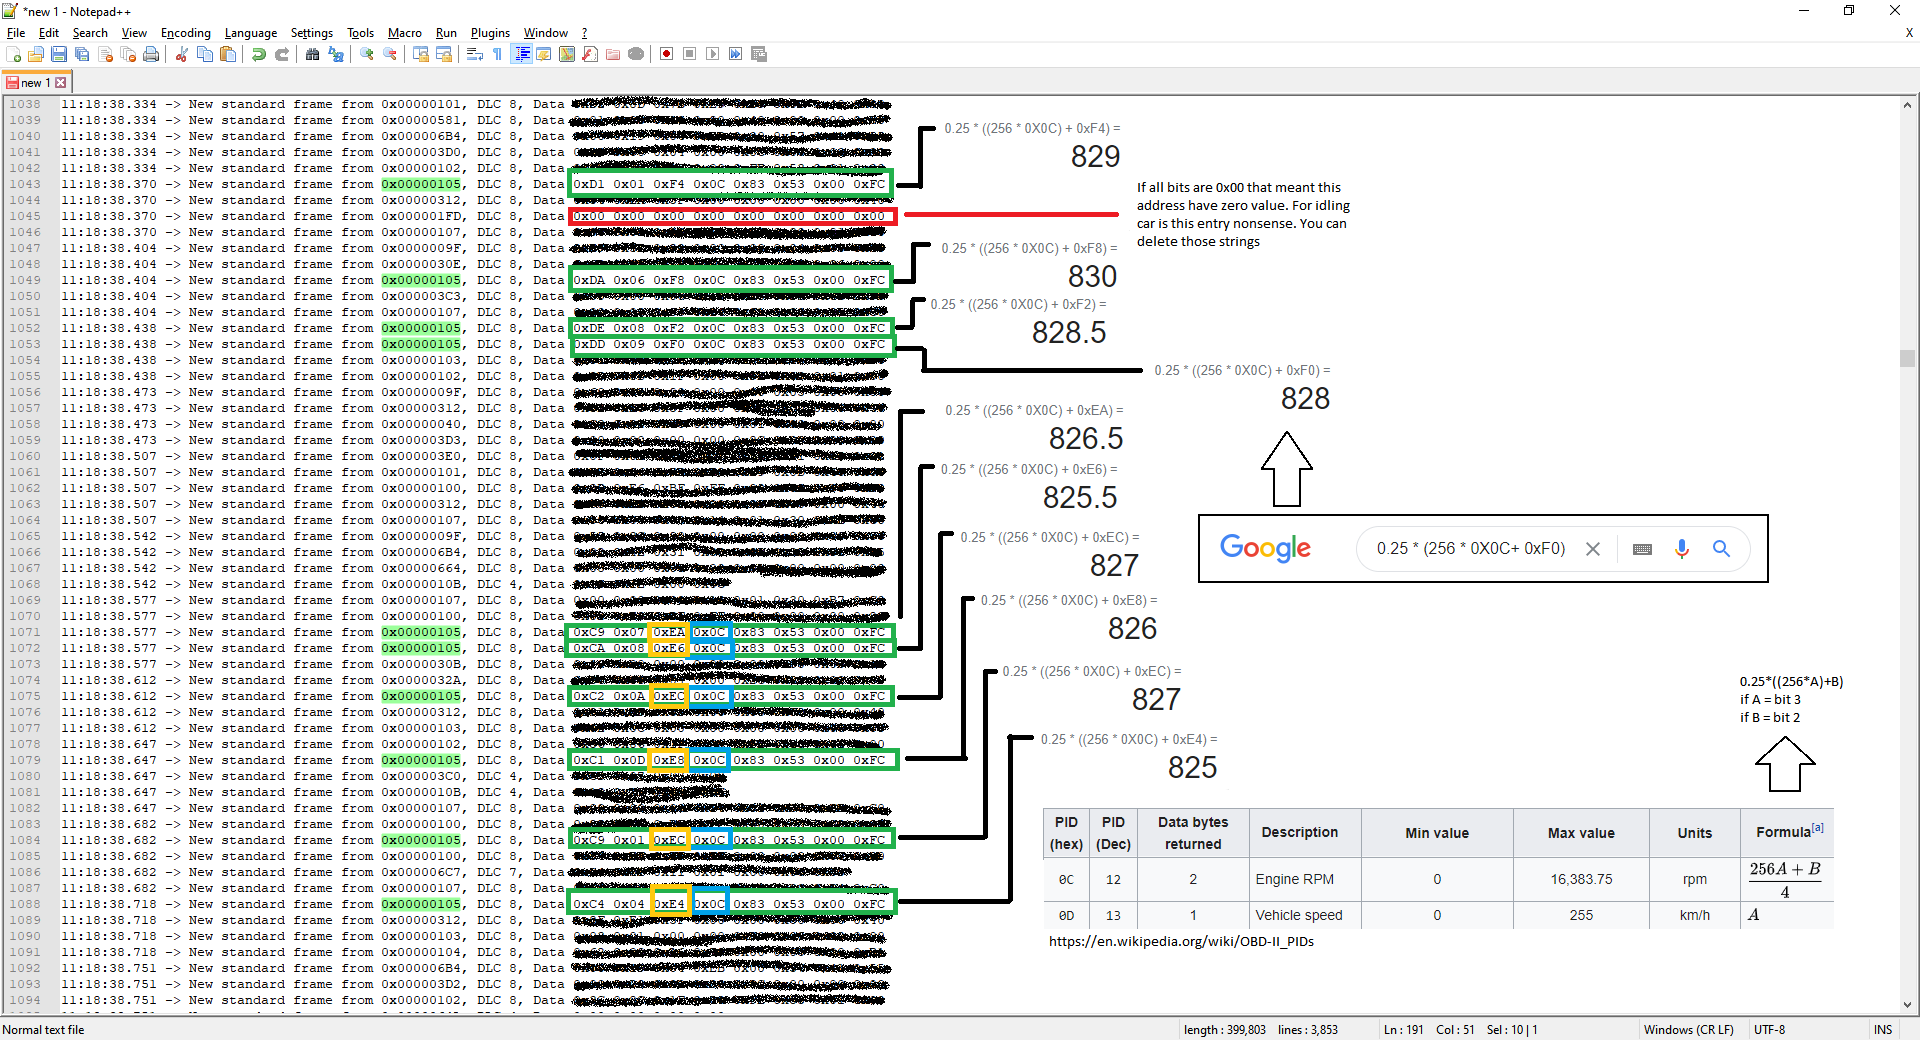 *new 1 - Notepad++
File Edit Search View Encoding Language Settings Tools Macro Run Plugins Window ? X
new 1
1038 11:18:38.334 -> New standard frame from 0x00000101, DLC 8, Data
1039 11:18:38.334 -> New standard frame from 0x00000581, DLC 8, Data
1040 11:18:38.334 -> New standard frame from 0x000006B4, DLC 8, Data
1041 11:18:38.334 -> New standard frame from 0x000003D0, DLC 8, Data
1042 11:18:38.334 -> New standard frame from 0x00000102, DLC 8, Data
1043 11:18:38.370 -> New standard frame from 0x00000105, DLC 8, Data 0xD1 0x01 0xF4 0x0C 0x83 0x53 0x00 0xFC
1044 11:18:38.370 -> New standard frame from 0x00000312, DLC 8, Data
1045 11:18:38.370 -> New standard frame from 0x000001FD, DLC 8, Data 0x00 0x00 0x00 0x00 0x00 0x00 0x00 0x00
1046 11:18:38.370 -> New standard frame from 0x00000107, DLC 8, Data
1047 11:18:38.404 -> New standard frame from 0x0000009F, DLC 8, Data
1048 11:18:38.404 -> New standard frame from 0x0000030E, DLC 8, Data
1049 11:18:38.404 -> New standard frame from 0x00000105, DLC 8, Data 0xDA 0x06 0xF8 0x0C 0x83 0x53 0x00 0xFC
1050 11:18:38.404 -> New standard frame from 0x000003C3, DLC 8, Data
1051 11:18:38.404 -> New standard frame from 0x00000107, DLC 8, Data
1052 11:18:38.438 -> New standard frame from 0x00000105, DLC 8, Data 0xDE 0x08 0xF2 0x0C 0x83 0x53 0x00 0xFC
1053 11:18:38.438 -> New standard frame from 0x00000105, DLC 8, Data 0xDD 0x09 0xF0 0x0C 0x83 0x53 0x00 0xFC
1054 11:18:38.438 -> New standard frame from 0x00000103, DLC 8, Data
1055 11:18:38.438 -> New standard frame from 0x00000102, DLC 8, Data
1056 11:18:38.473 -> New standard frame from 0x0000009F, DLC 8, Data
1057 11:18:38.473 -> New standard frame from 0x00000312, DLC 8, Data
1058 11:18:38.473 -> New standard frame from 0x00000040, DLC 8, Data
1059 11:18:38.473 -> New standard frame from 0x000003D3, DLC 8, Data
1060 11:18:38.507 -> New standard frame from 0x000003E0, DLC 8, Data
1061 11:18:38.507 -> New standard frame from 0x00000101, DLC 8, Data
1062 11:18:38.507 -> New standard frame from 0x00000100, DLC 8, Data
1063 11:18:38.507 -> New standard frame from 0x00000312, DLC 8, Data
1064 11:18:38.507 -> New standard frame from 0x00000107, DLC 8, Data
1065 11:18:38.542 -> New standard frame from 0x0000009F, DLC 8, Data
1066 11:18:38.542 -> New standard frame from 0x000006B4, DLC 8, Data
1067 11:18:38.542 -> New standard frame from 0x00000664, DLC 8, Data
1068 11:18:38.542 -> New standard frame from 0x0000010B, DLC 4, Data
1069 11:18:38.577 -> New standard frame from 0x00000107, DLC 8, Data
1070 11:18:38.577 -> New standard frame from 0x00000100, DLC 8, Data
1071 11:18:38.577 -> New standard frame from 0x00000105, DLC 8, Data 0xC9 0x07 0xEA 0x0C 0x83 0x53 0x00 0xFC
1072 11:18:38.577 -> New standard frame from 0x00000105, DLC 8, Data 0xCA 0x08 0xE6 0x0C 0x83 0x53 0x00 0xFC
1073 11:18:38.577 -> New standard frame from 0x0000030B, DLC 8, Data
1074 11:18:38.612 -> New standard frame from 0x0000032A, DLC 8, Data
1075 11:18:38.612 -> New standard frame from 0x00000105, DLC 8, Data 0xC2 0x0A 0xEC 0x0C 0x83 0x53 0x00 0xFC
1076 11:18:38.612 -> New standard frame from 0x00000312, DLC 8, Data
1077 11:18:38.612 -> New standard frame from 0x00000103, DLC 8, Data
1078 11:18:38.647 -> New standard frame from 0x00000102, DLC 8, Data
1079 11:18:38.647 -> New standard frame from 0x00000105, DLC 8, Data 0xC1 0x0D 0xE8 0x0C 0x83 0x53 0x00 0xFC
1080 11:18:38.647 -> New standard frame from 0x000003C0, DLC 4, Data
1081 11:18:38.647 -> New standard frame from 0x0000010B, DLC 4, Data
1082 11:18:38.647 -> New standard frame from 0x00000107, DLC 8, Data
1083 11:18:38.682 -> New standard frame from 0x00000100, DLC 8, Data
1084 11:18:38.682 -> New standard frame from 0x00000105, DLC 8, Data 0xC9 0x01 0xEC 0x0C 0x83 0x53 0x00 0xFC
1085 11:18:38.682 -> New standard frame from 0x00000100, DLC 8, Data
1086 11:18:38.682 -> New standard frame from 0x000006C7, DLC 7, Data
1087 11:18:38.682 -> New standard frame from 0x00000107, DLC 8, Data
1088 11:18:38.718 -> New standard frame from 0x00000105, DLC 8, Data 0xC4 0x04 0xE4 0x0C 0x83 0x53 0x00 0xFC
1089 11:18:38.718 -> New standard frame from 0x00000312, DLC 8, Data
1090 11:18:38.718 -> New standard frame from 0x00000103, DLC 8, Data
1091 11:18:38.718 -> New standard frame from 0x00000104, DLC 8, Data
1092 11:18:38.751 -> New standard frame from 0x000006B4, DLC 8, Data
1093 11:18:38.751 -> New standard frame from 0x000003D2, DLC 8, Data
1094 11:18:38.751 -> New standard frame from 0x00000102, DLC 8, Data
0.25 * ((256 * 0X0C) + 0xF4) =
829
If all bits are 0x00 that meant this
address have zero value. For idling
car is this entry nonsense. You can
delete those strings
0.25 * ((256 * 0X0C) + 0xF8) =
830
0.25 * ((256 * 0X0C) + 0xF2) =
828.5
0.25 * ((256 * 0X0C) + 0xF0) =
828
0.25 * ((256 * 0X0C) + 0xEA) =
826.5
0.25 * ((256 * 0X0C) + 0xE6) =
825.5
Google 0.25 * (256 * 0X0C+ 0xF0)
0.25 * ((256 * 0X0C) + 0xEC) =
827
0.25 * ((256 * 0X0C) + 0xE8) =
826
0.25 * ((256 * 0X0C) + 0xEC) =
827
0.25 * ((256 * 0X0C) + 0xE4) =
825
0.25*((256*A)+B)
if A = bit 3
if B = bit 2
PID (hex) PID (Dec) Data bytes returned Description Min value Max value Units Formula[a]
0C 12 2 Engine RPM 0 16,383.75 rpm (256A + B)/4
0D 13 1 Vehicle speed 0 255 km/h A
https://en.wikipedia.org/wiki/OBD-II_PIDs
Normal text file length : 399,803 lines : 3,853 Ln : 191 Col : 51 Sel : 10 | 1 Windows (CR LF) UTF-8 INS